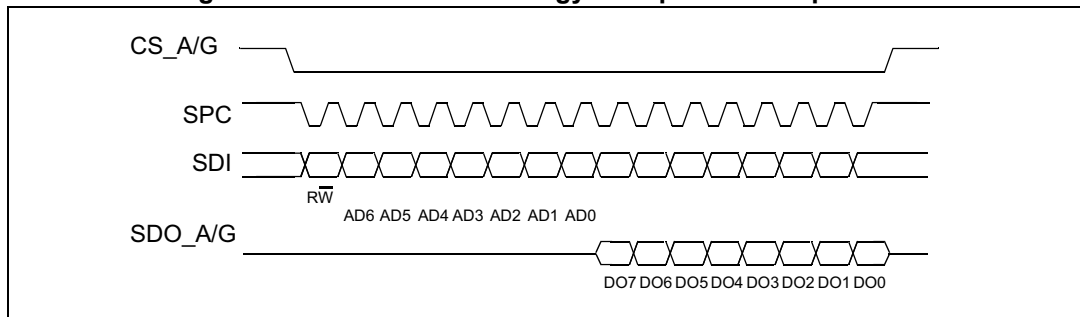 CS_A/G
SPC
SDI
RW̅
AD6 AD5 AD4 AD3 AD2 AD1 AD0
SDO_A/G
DO7 DO6 DO5 DO4 DO3 DO2 DO1 DO0